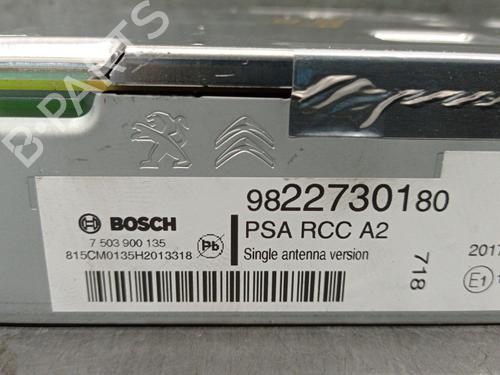 B-PARTS
9822730180
BOSCH
PSA RCC A2
7 503 900 135
815CM0135H2013318
Pb
Single antenna version
718
2017
E1